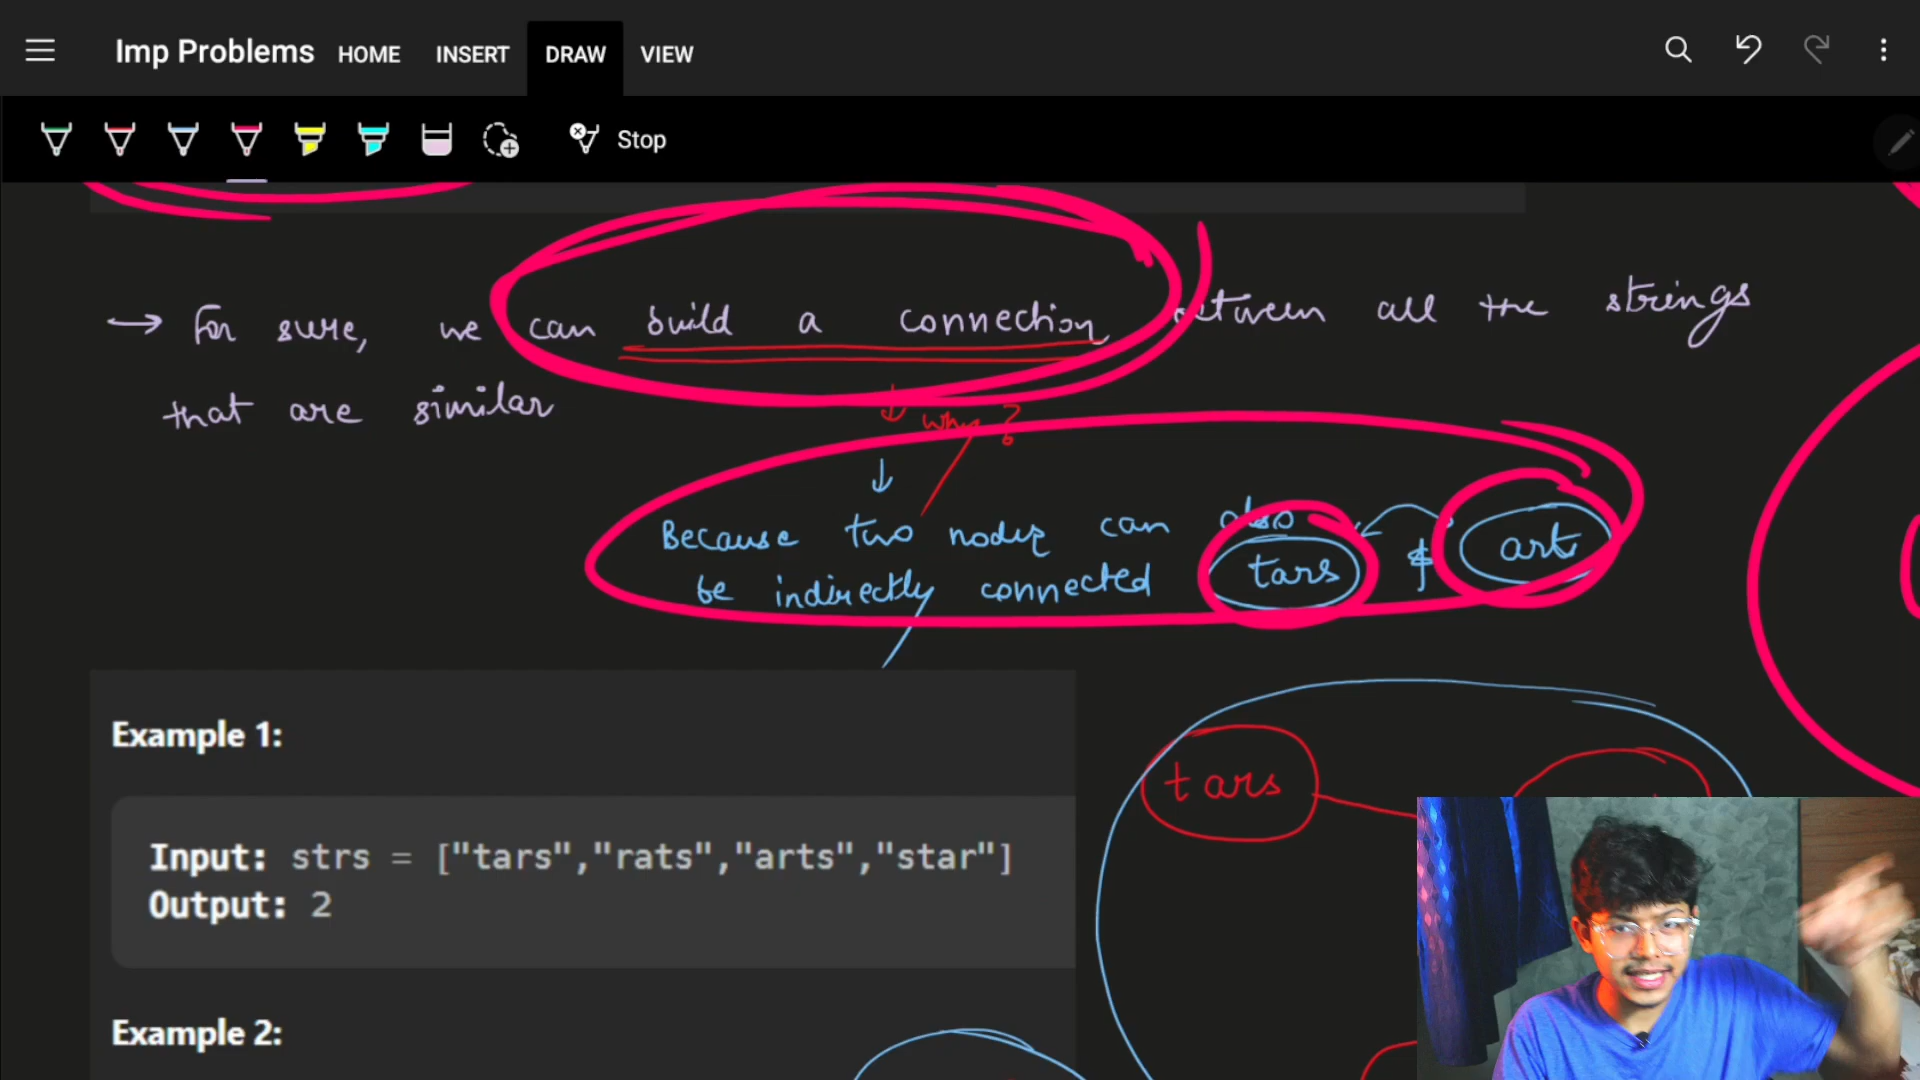 Imp Problems HOME INSERT DRAW VIEW
Stop
→ For sure, we can build a connection between all the strings
that are similar
↓ why?
↓
Because two nodes can also
be indirectly connected tars & art
Example 1:
tars
Input: strs = ["tars","rats","arts","star"]
Output: 2
Example 2: